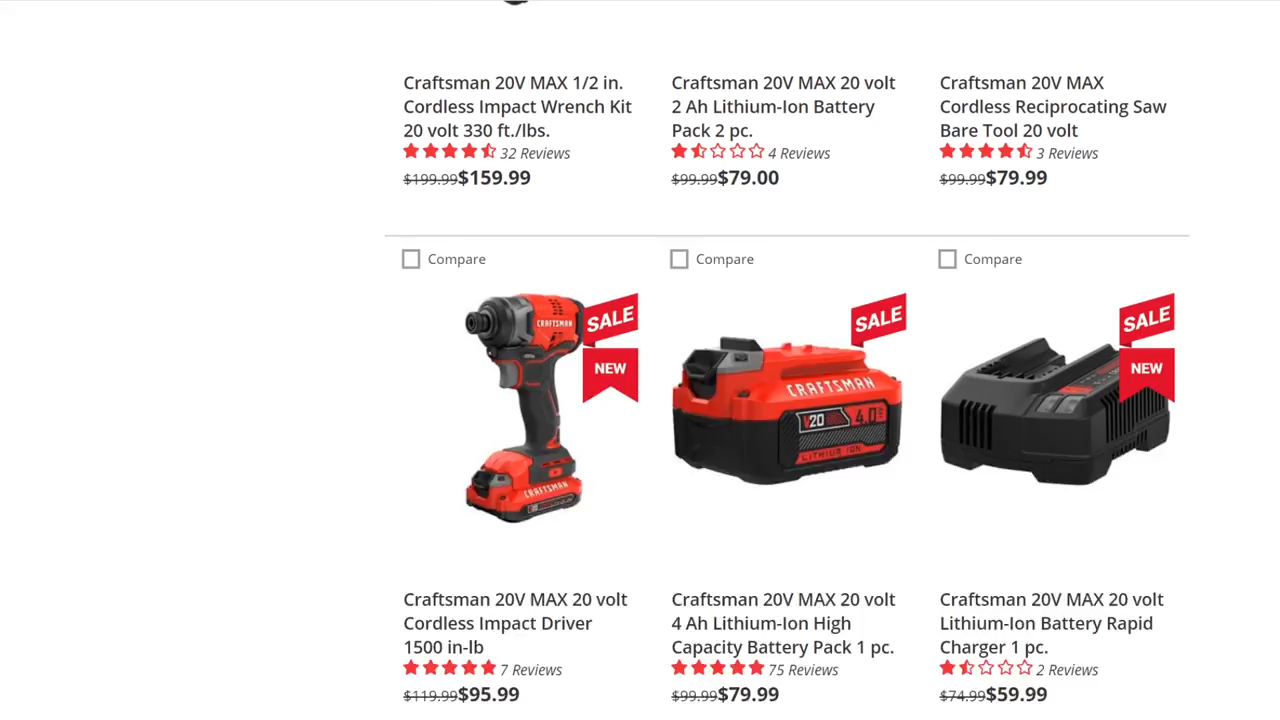 Craftsman 20V MAX 1/2 in.
Cordless Impact Wrench Kit
20 volt 330 ft./lbs.
32 Reviews
$199.99$159.99
Craftsman 20V MAX 20 volt
2 Ah Lithium-Ion Battery
Pack 2 pc.
4 Reviews
$99.99$79.00
Craftsman 20V MAX
Cordless Reciprocating Saw
Bare Tool 20 volt
3 Reviews
$99.99$79.99
Compare
SALE
NEW
CRAFTSMAN
CRAFTSMAN
Craftsman 20V MAX 20 volt
Cordless Impact Driver
1500 in-lb
7 Reviews
$119.99$95.99
Compare
SALE
CRAFTSMAN
V20
4.0
LITHIUM ION
Craftsman 20V MAX 20 volt
4 Ah Lithium-Ion High
Capacity Battery Pack 1 pc.
75 Reviews
$99.99$79.99
Compare
SALE
NEW
Craftsman 20V MAX 20 volt
Lithium-Ion Battery Rapid
Charger 1 pc.
2 Reviews
$74.99$59.99